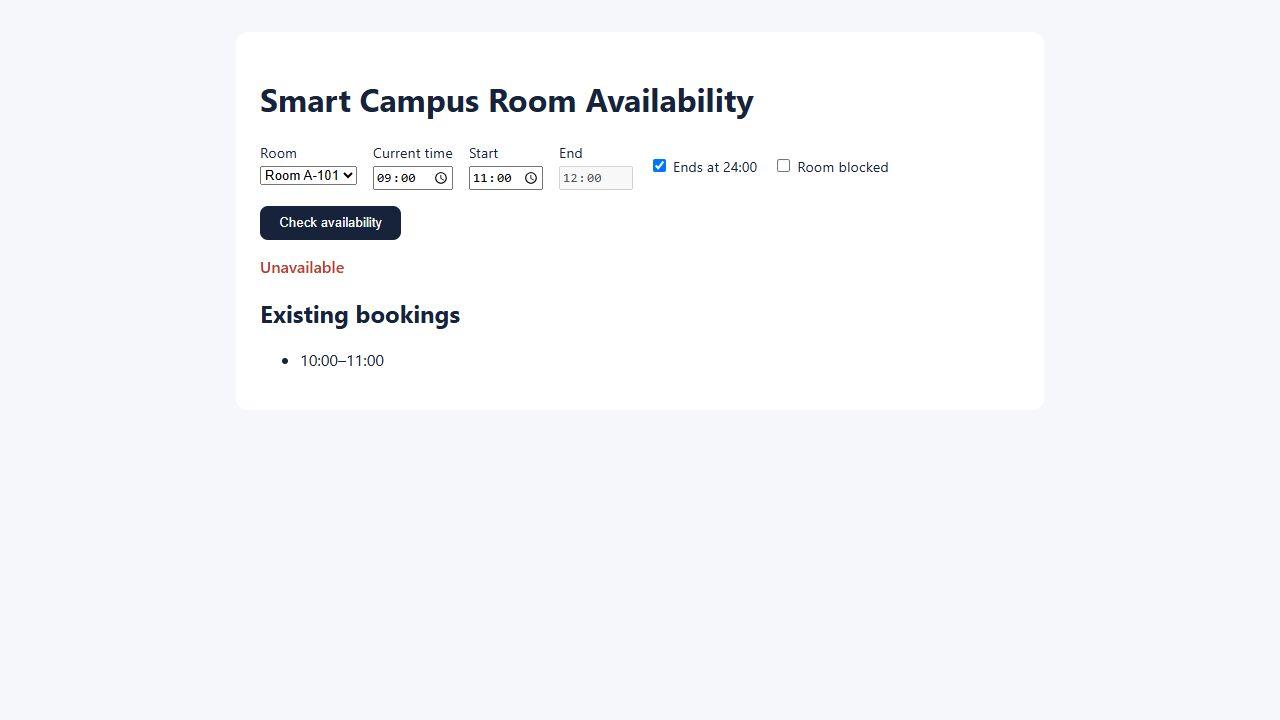 Smart Campus Room Availability
Room Current time Start End
Room A-101 09:00 11:00 12:00 Ends at 24:00 Room blocked
Check availability
Unavailable
Existing bookings
10:00–11:00